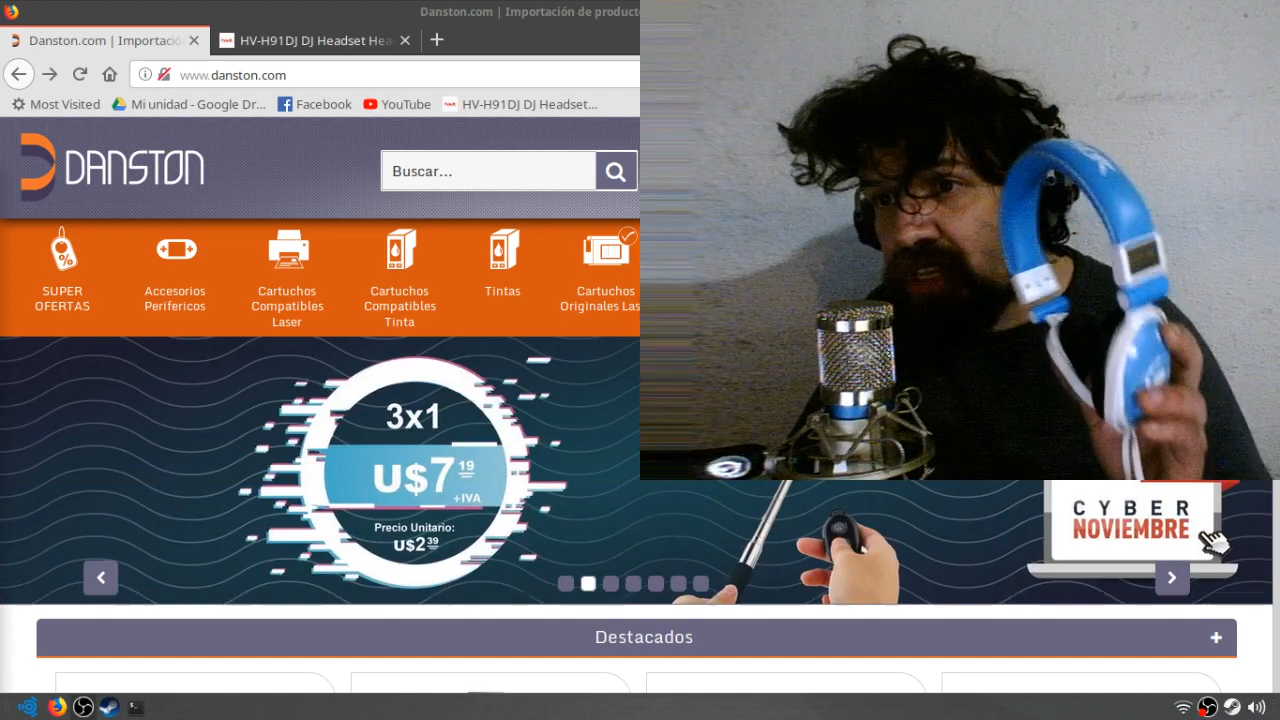 Danston.com | Importación de product
Danston.com | Importació
HV-H91DJ DJ Headset Hea
www.danston.com
Most Visited
Mi unidad - Google Dr...
Facebook
YouTube
HV-H91DJ DJ Headset...
DANSTON
Buscar...
SUPER
OFERTAS
Accesorios
Perifericos
Cartuchos
Compatibles
Laser
Cartuchos
Compatibles
Tinta
Tintas
Cartuchos
Originales Las
3x1
U$7 19
+IVA
Precio Unitario:
U$2 39
CYBER
NOVIEMBRE
Destacados